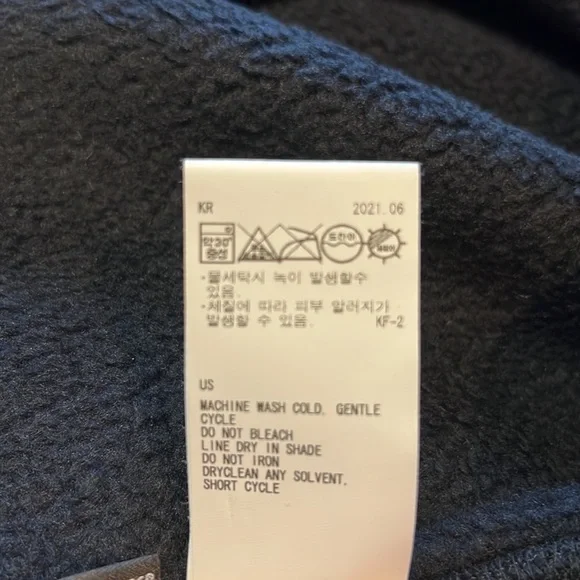 KR 2021.06
약30°
중성
드라이
·물세탁시 녹이 발생할수
있음.
·체질에 따라 피부 알러지가
발생할 수 있음. KF-2
US
MACHINE WASH COLD. GENTLE
CYCLE
DO NOT BLEACH
LINE DRY IN SHADE
DO NOT IRON
DRYCLEAN ANY SOLVENT.
SHORT CYCLE